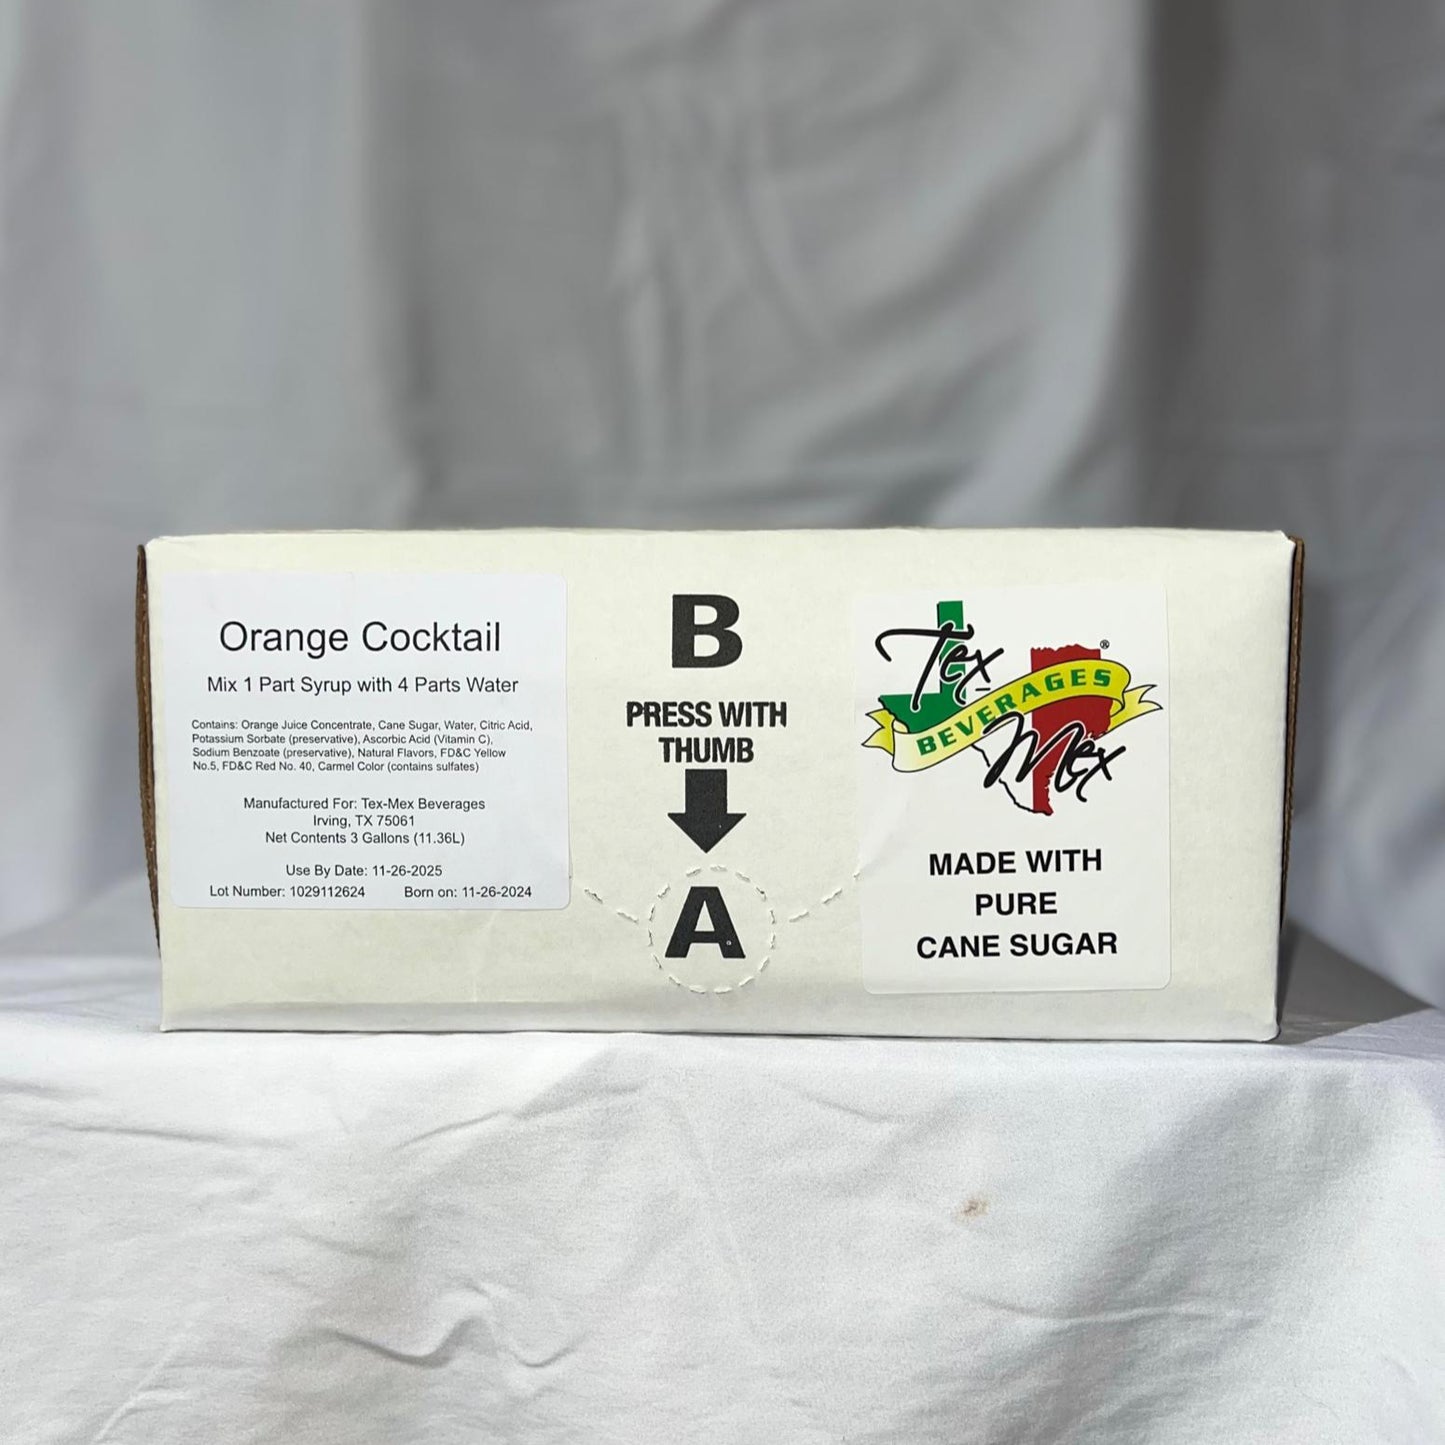 Orange Cocktail
Mix 1 Part Syrup with 4 Parts Water
Contains: Orange Juice Concentrate, Cane Sugar, Water, Citric Acid,
Potassium Sorbate (preservative), Ascorbic Acid (Vitamin C),
Sodium Benzoate (preservative), Natural Flavors, FD&C Yellow
No.5, FD&C Red No. 40, Carmel Color (contains sulfates)
Manufactured For: Tex-Mex Beverages
Irving, TX 75061
Net Contents 3 Gallons (11.36L)
Use By Date: 11-26-2025
Lot Number: 1029112624 Born on: 11-26-2024
B
PRESS WITH
THUMB
A
Tex -
BEVERAGES
Mex
®
MADE WITH
PURE
CANE SUGAR